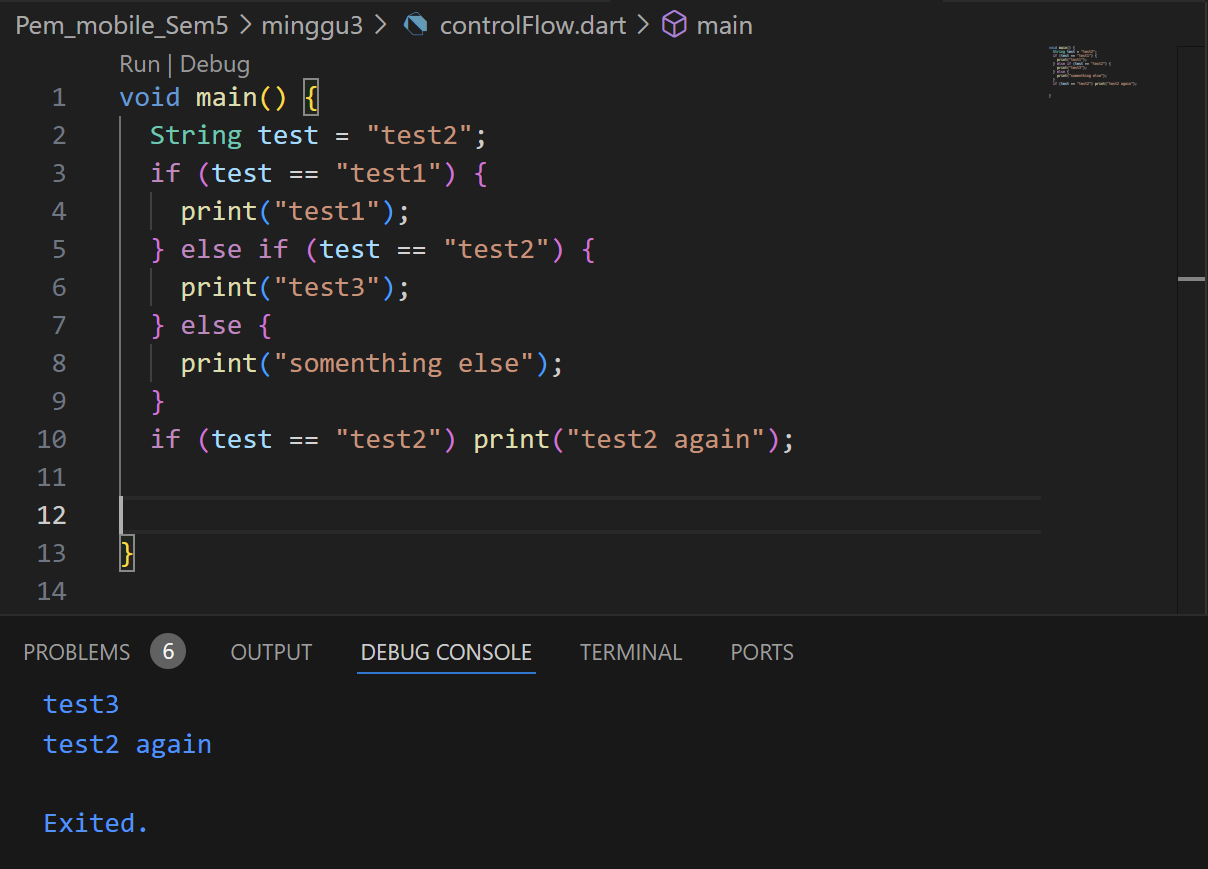 Pem_mobile_Sem5 > minggu3 > controlFlow.dart > main
Run | Debug
1 void main() {
2   String test = "test2";
3   if (test == "test1") {
4     print("test1");
5   } else if (test == "test2") {
6     print("test3");
7   } else {
8     print("somenthing else");
9   }
10   if (test == "test2") print("test2 again");
11
12
13 }
14
PROBLEMS 6 OUTPUT DEBUG CONSOLE TERMINAL PORTS
test3
test2 again
Exited.